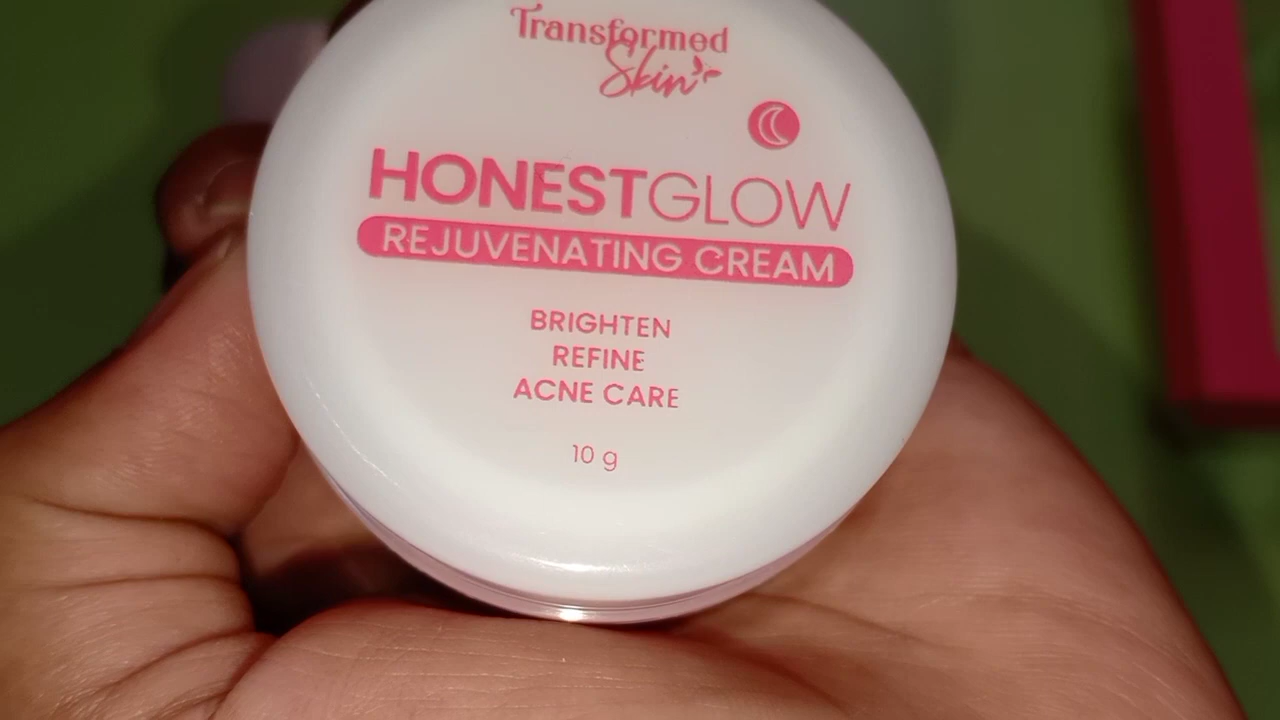 Transformed
Skin
HONESTGLOW
REJUVENATING CREAM
BRIGHTEN
REFINE
ACNE CARE
10 g